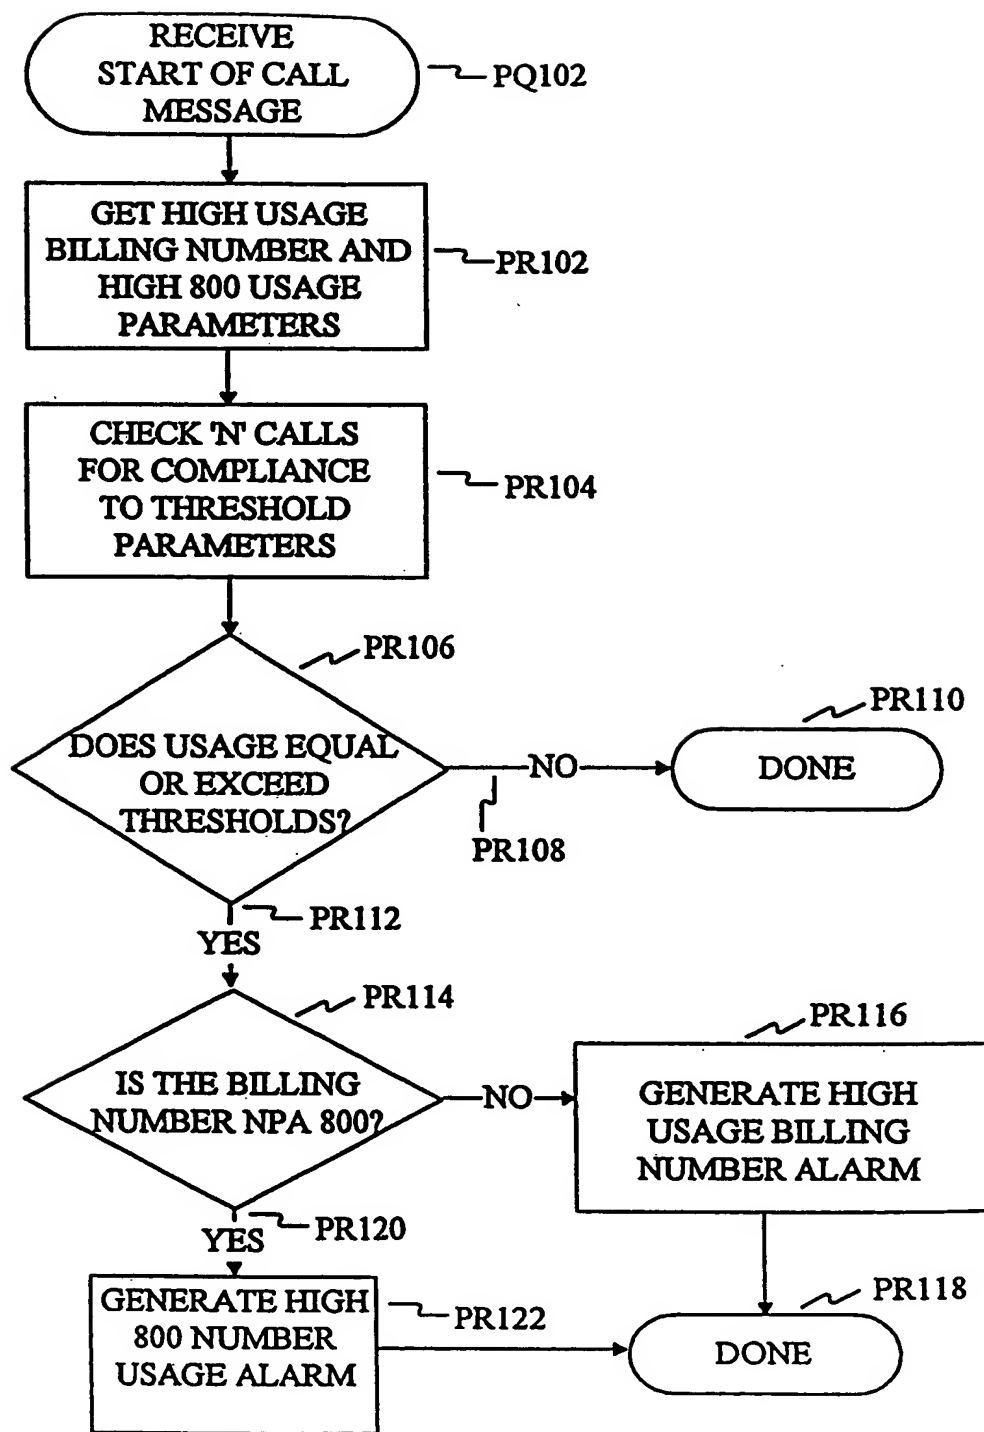 RECEIVE
START OF CALL
MESSAGE
PQ102
GET HIGH USAGE
BILLING NUMBER AND
HIGH 800 USAGE
PARAMETERS
PR102
CHECK 'N' CALLS
FOR COMPLIANCE
TO THRESHOLD
PARAMETERS
PR104
PR106
DOES USAGE EQUAL
OR EXCEED
THRESHOLDS?
NO
PR108
PR110
DONE
PR112
YES
PR114
IS THE BILLING
NUMBER NPA 800?
NO
PR116
GENERATE HIGH
USAGE BILLING
NUMBER ALARM
PR120
YES
GENERATE HIGH
800 NUMBER
USAGE ALARM
PR122
PR118
DONE